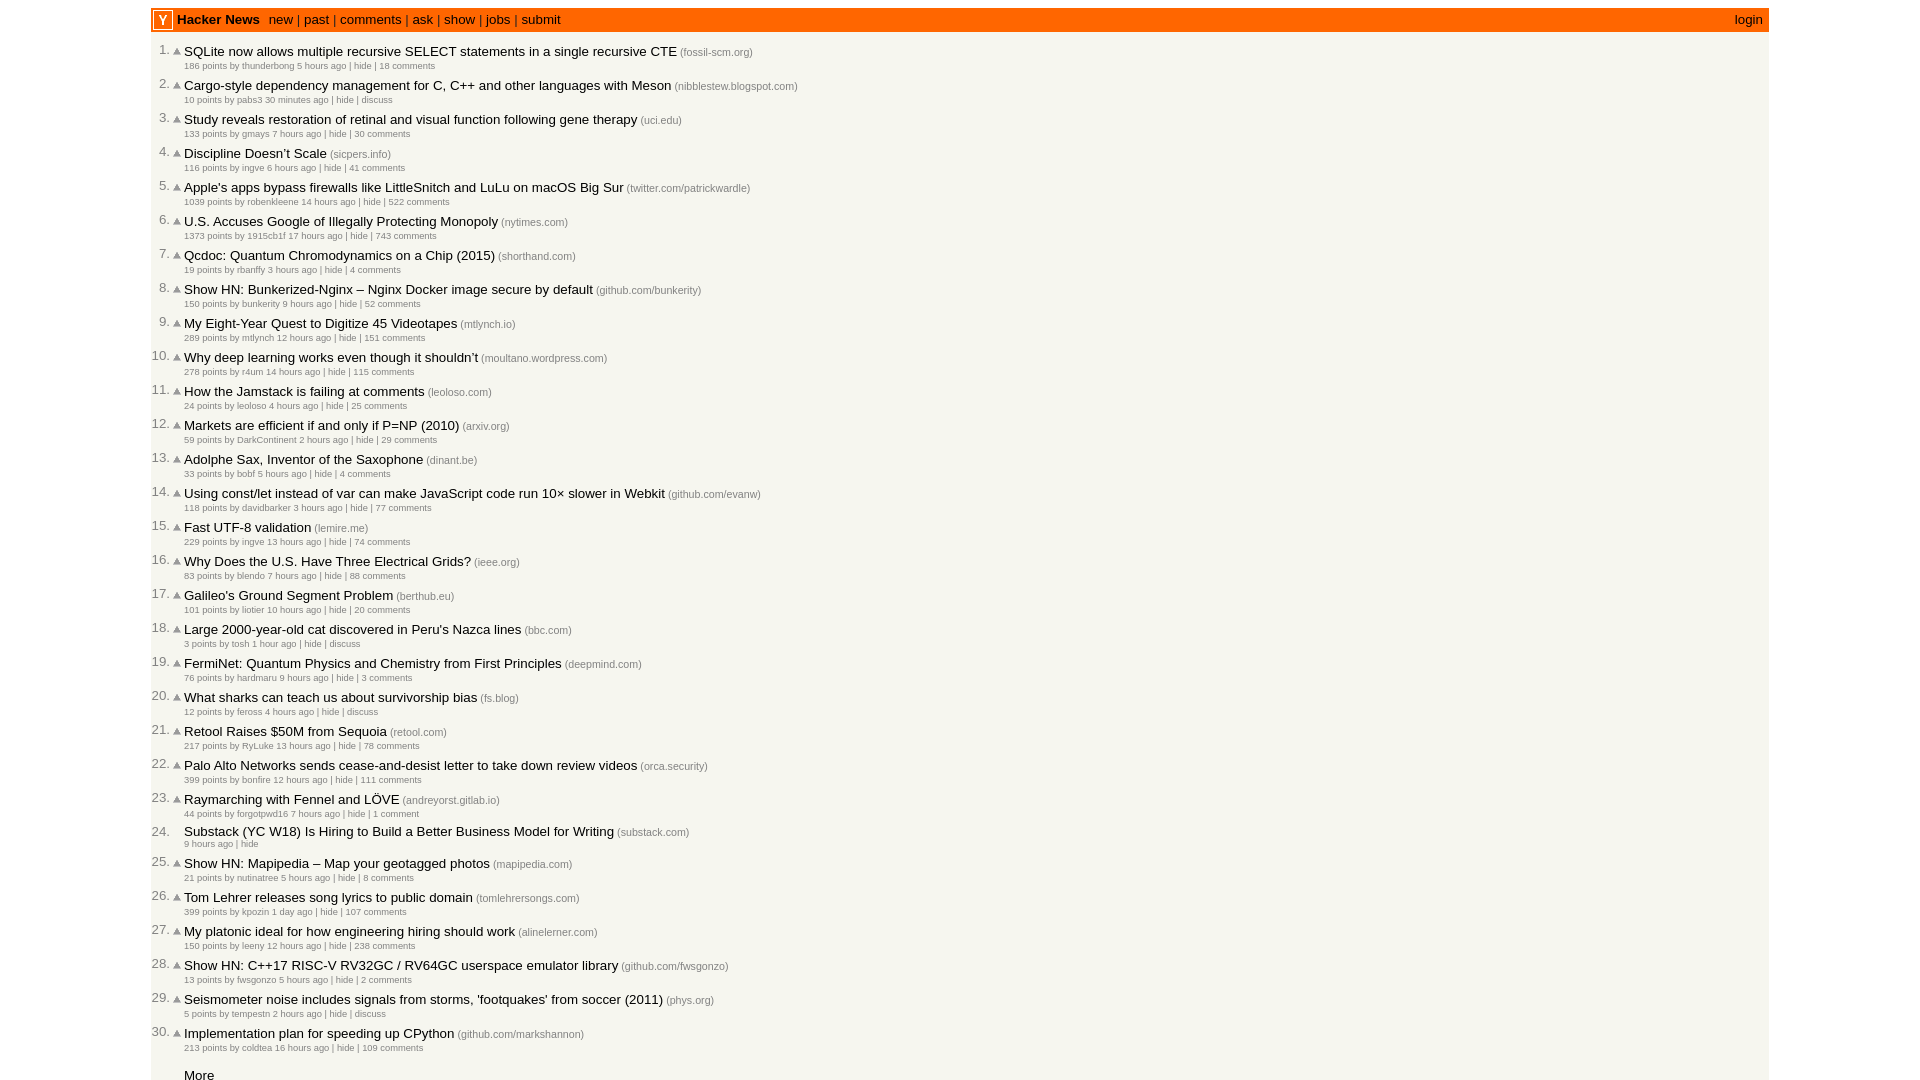 Y Hacker News new | past | comments | ask | show | jobs | submit login
1. SQLite now allows multiple recursive SELECT statements in a single recursive CTE (fossil-scm.org)
186 points by thunderbong 5 hours ago | hide | 18 comments
2. Cargo-style dependency management for C, C++ and other languages with Meson (nibblestew.blogspot.com)
10 points by pabs3 30 minutes ago | hide | discuss
3. Study reveals restoration of retinal and visual function following gene therapy (uci.edu)
133 points by gmays 7 hours ago | hide | 30 comments
4. Discipline Doesn’t Scale (sicpers.info)
116 points by ingve 6 hours ago | hide | 41 comments
5. Apple's apps bypass firewalls like LittleSnitch and LuLu on macOS Big Sur (twitter.com/patrickwardle)
1039 points by robenkleene 14 hours ago | hide | 522 comments
6. U.S. Accuses Google of Illegally Protecting Monopoly (nytimes.com)
1373 points by 1915cb1f 17 hours ago | hide | 743 comments
7. Qcdoc: Quantum Chromodynamics on a Chip (2015) (shorthand.com)
19 points by rbanffy 3 hours ago | hide | 4 comments
8. Show HN: Bunkerized-Nginx – Nginx Docker image secure by default (github.com/bunkerity)
150 points by bunkerity 9 hours ago | hide | 52 comments
9. My Eight-Year Quest to Digitize 45 Videotapes (mtlynch.io)
289 points by mtlynch 12 hours ago | hide | 151 comments
10. Why deep learning works even though it shouldn’t (moultano.wordpress.com)
278 points by r4um 14 hours ago | hide | 115 comments
11. How the Jamstack is failing at comments (leoloso.com)
24 points by leoloso 4 hours ago | hide | 25 comments
12. Markets are efficient if and only if P=NP (2010) (arxiv.org)
59 points by DarkContinent 2 hours ago | hide | 29 comments
13. Adolphe Sax, Inventor of the Saxophone (dinant.be)
33 points by bobf 5 hours ago | hide | 4 comments
14. Using const/let instead of var can make JavaScript code run 10× slower in Webkit (github.com/evanw)
118 points by davidbarker 3 hours ago | hide | 77 comments
15. Fast UTF-8 validation (lemire.me)
229 points by ingve 13 hours ago | hide | 74 comments
16. Why Does the U.S. Have Three Electrical Grids? (ieee.org)
83 points by blendo 7 hours ago | hide | 88 comments
17. Galileo's Ground Segment Problem (berthub.eu)
101 points by liotier 10 hours ago | hide | 20 comments
18. Large 2000-year-old cat discovered in Peru's Nazca lines (bbc.com)
3 points by tosh 1 hour ago | hide | discuss
19. FermiNet: Quantum Physics and Chemistry from First Principles (deepmind.com)
76 points by hardmaru 9 hours ago | hide | 3 comments
20. What sharks can teach us about survivorship bias (fs.blog)
12 points by feross 4 hours ago | hide | discuss
21. Retool Raises $50M from Sequoia (retool.com)
217 points by RyLuke 13 hours ago | hide | 78 comments
22. Palo Alto Networks sends cease-and-desist letter to take down review videos (orca.security)
399 points by bonfire 12 hours ago | hide | 111 comments
23. Raymarching with Fennel and LÖVE (andreyorst.gitlab.io)
44 points by forgotpwd16 7 hours ago | hide | 1 comment
24. Substack (YC W18) Is Hiring to Build a Better Business Model for Writing (substack.com)
9 hours ago | hide
25. Show HN: Mapipedia – Map your geotagged photos (mapipedia.com)
21 points by nutinatree 5 hours ago | hide | 8 comments
26. Tom Lehrer releases song lyrics to public domain (tomlehrersongs.com)
399 points by kpozin 1 day ago | hide | 107 comments
27. My platonic ideal for how engineering hiring should work (alinelerner.com)
150 points by leeny 12 hours ago | hide | 238 comments
28. Show HN: C++17 RISC-V RV32GC / RV64GC userspace emulator library (github.com/fwsgonzo)
13 points by fwsgonzo 5 hours ago | hide | 2 comments
29. Seismometer noise includes signals from storms, 'footquakes' from soccer (2011) (phys.org)
5 points by tempestn 2 hours ago | hide | discuss
30. Implementation plan for speeding up CPython (github.com/markshannon)
213 points by coldtea 16 hours ago | hide | 109 comments
More